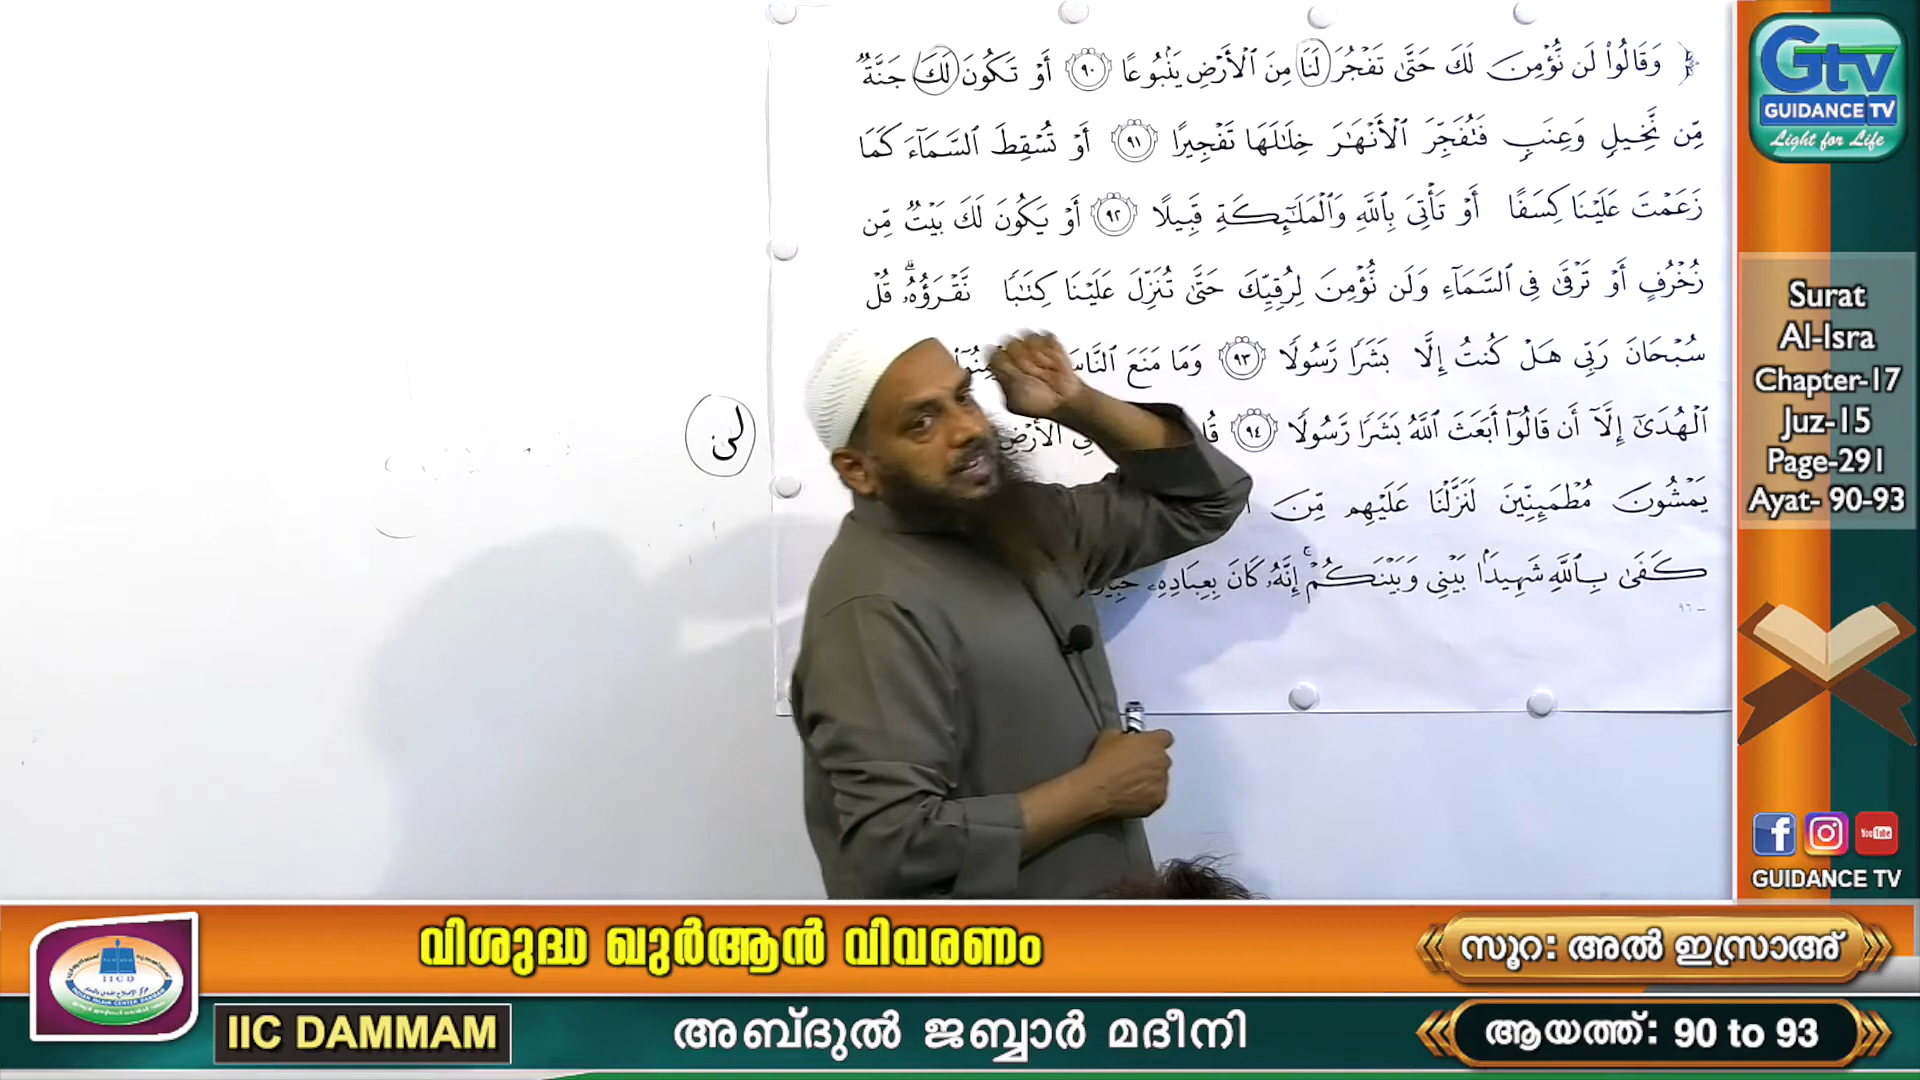 ﴿ وَقَالُوا۟ لَن نُّؤْمِنَ لَكَ حَتَّىٰ تَفْجُرَ لَنَا مِنَ ٱلْأَرْضِ يَنۢبُوعًا ٩٠ أَوْ تَكُونَ لَكَ جَنَّةٌ
مِّن نَّخِيلٍ وَعِنَبٍ فَتُفَجِّرَ ٱلْأَنْهَٰرَ خِلَٰلَهَا تَفْجِيرًا ٩١ أَوْ تُسْقِطَ ٱلسَّمَآءَ كَمَا
زَعَمْتَ عَلَيْنَا كِسَفًا أَوْ تَأْتِىَ بِٱللَّهِ وَٱلْمَلَٰٓئِكَةِ قَبِيلًا ٩٢ أَوْ يَكُونَ لَكَ بَيْتٌ مِّن
زُخْرُفٍ أَوْ تَرْقَىٰ فِى ٱلسَّمَآءِ وَلَن نُّؤْمِنَ لِرُقِيِّكَ حَتَّىٰ تُنَزِّلَ عَلَيْنَا كِتَٰبًا نَّقْرَؤُهُۥۗ قُلْ
سُبْحَانَ رَبِّى هَلْ كُنتُ إِلَّا بَشَرًا رَّسُولًا ٩٣ وَمَا مَنَعَ ٱلنَّاسَ
ٱلْهُدَىٰٓ إِلَّآ أَن قَالُوٓا۟ أَبَعَثَ ٱللَّهُ بَشَرًا رَّسُولًا ٩٤ فِى ٱلْأَرْضِ
يَمْشُونَ مُطْمَئِنِّينَ لَنَزَّلْنَا عَلَيْهِم مِّنَ
كَفَىٰ بِٱللَّهِ شَهِيدًۢا بَيْنِى وَبَيْنَكُمْۚ إِنَّهُۥ كَانَ بِعِبَادِهِۦ
Gtv
GUIDANCE TV
Light for Life
Surat
Al-Isra
Chapter-17
Juz-15
Page-291
Ayat- 90-93
YouTube
GUIDANCE TV
വിശുദ്ധ ഖുർആൻ വിവരണം
സൂറ: അൽ ഇസ്രാഅ്
IICD
IIC DAMMAM
അബ്ദുൽ ജബ്ബാർ മദീനി
ആയത്ത്: 90 to 93